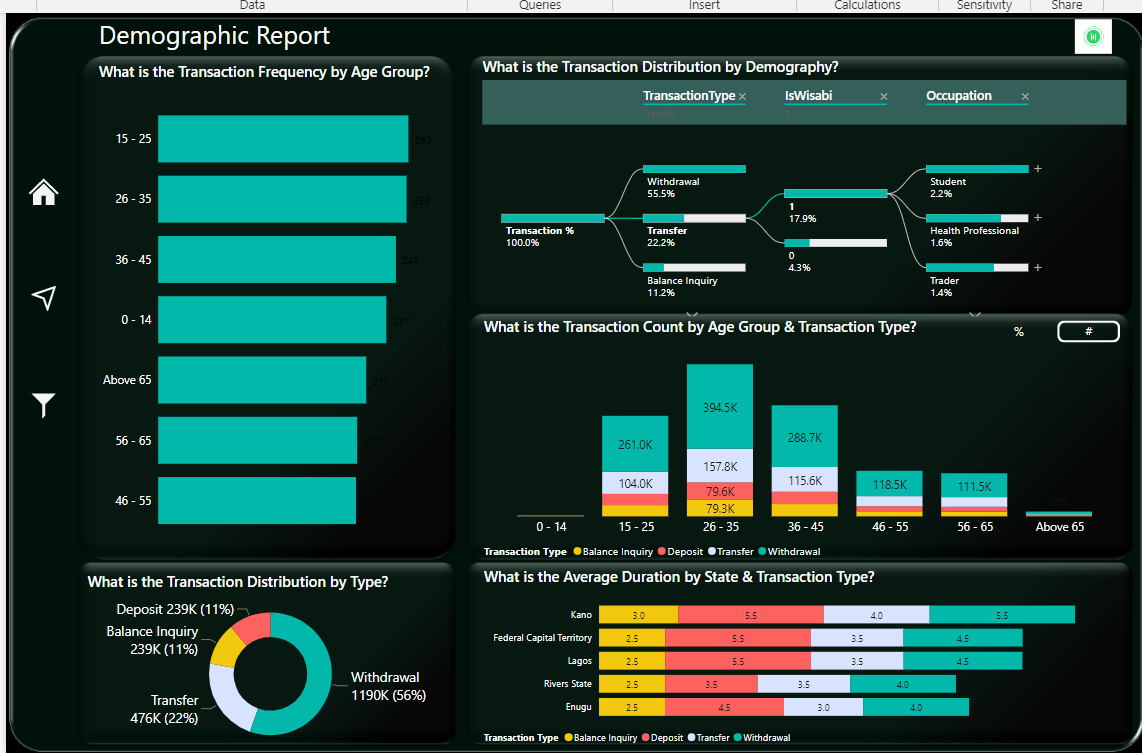 Data Queries Insert Calculations Sensitivity Share
Demographic Report
What is the Transaction Frequency by Age Group?
15 - 25
26 - 35
36 - 45 247
0 - 14
Above 65
56 - 65
46 - 55
What is the Transaction Distribution by Demography?
TransactionType IsWisabi Occupation
Transfer 1
Transaction %
100.0%
Withdrawal
55.5%
Transfer
22.2%
Balance Inquiry
11.2%
1
17.9%
0
4.3%
Student
2.2%
Health Professional
1.6%
Trader
1.4%
What is the Transaction Count by Age Group & Transaction Type?
% #
261.0K
104.0K
394.5K
157.8K
79.6K
79.3K
288.7K
115.6K
118.5K
111.5K
0 - 14 15 - 25 26 - 35 36 - 45 46 - 55 56 - 65 Above 65
Transaction Type Balance Inquiry Deposit Transfer Withdrawal
What is the Transaction Distribution by Type?
Deposit 239K (11%)
Balance Inquiry
239K (11%)
Transfer
476K (22%)
Withdrawal
1190K (56%)
What is the Average Duration by State & Transaction Type?
Kano 3.0 5.5 4.0 5.5
Federal Capital Territory 2.5 5.5 3.5 4.5
Lagos 2.5 5.5 3.5 4.5
Rivers State 2.5 3.5 3.5 4.0
Enugu 2.5 4.5 3.0 4.0
Transaction Type Balance Inquiry Deposit Transfer Withdrawal